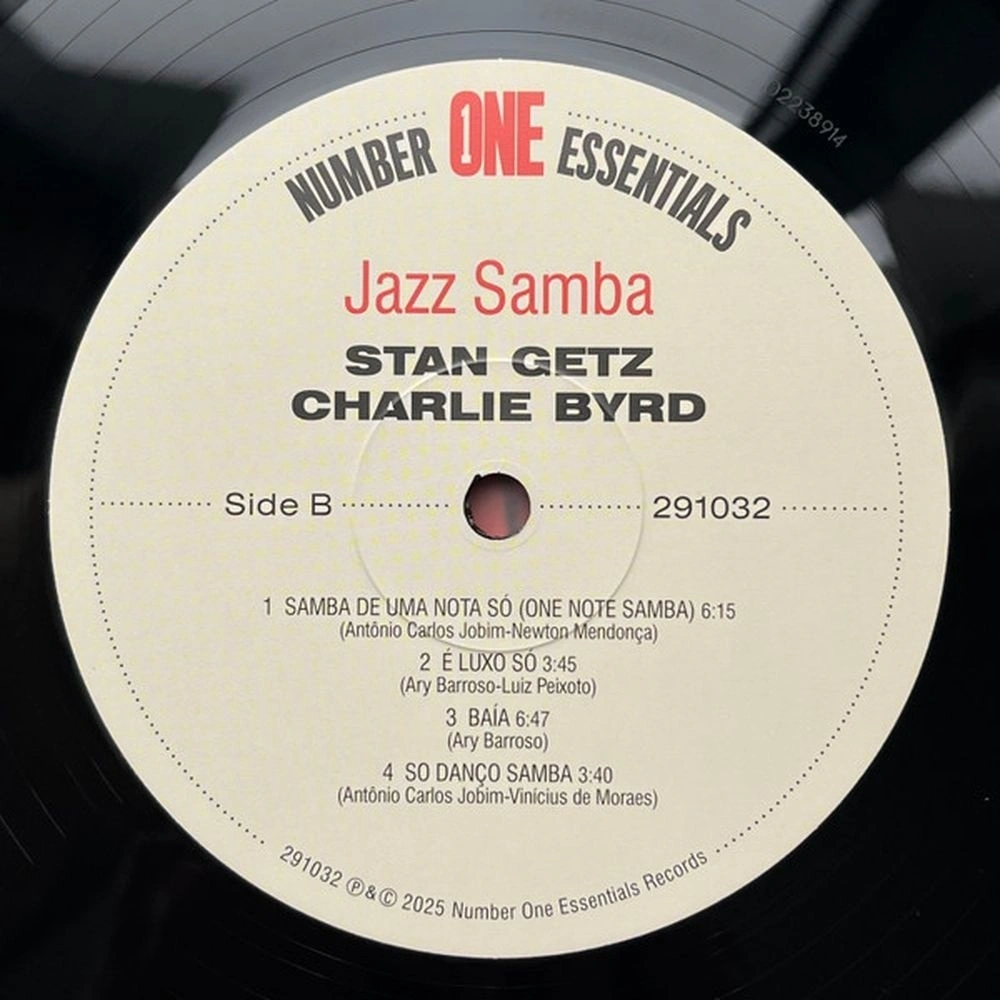 NUMBER ONE ESSENTIALS
02238914
Jazz Samba
STAN GETZ
CHARLIE BYRD
Side B
291032
1 SAMBA DE UMA NOTA SÓ (ONE NOTE SAMBA) 6:15
(Antônio Carlos Jobim-Newton Mendonça)
2 É LUXO SÓ 3:45
(Ary Barroso-Luiz Peixoto)
3 BAÍA 6:47
(Ary Barroso)
4 SO DANÇO SAMBA 3:40
(Antônio Carlos Jobim-Vinícius de Moraes)
291032 Ⓟ&© 2025 Number One Essentials Records